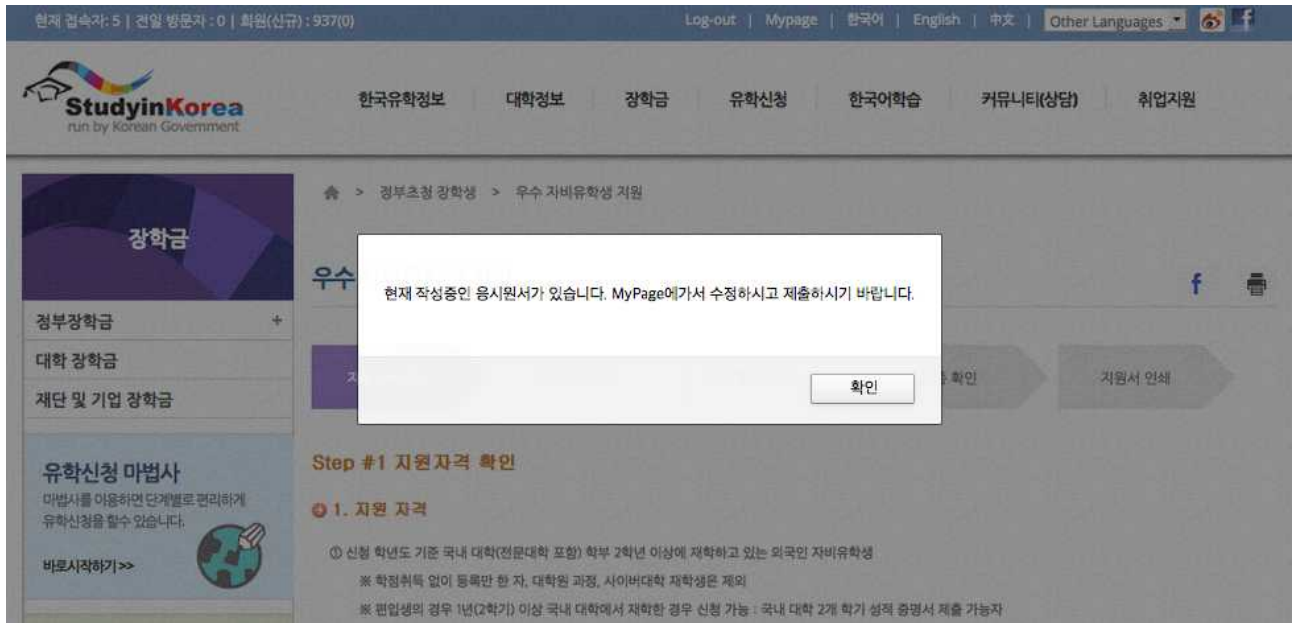 현재 접속자: 5 | 전일 방문자 : 0 | 회원(신규) : 937(0)
Log-out | Mypage | 한국어 | English | 中文 | Other Languages
StudyinKorea
run by Korean Government
한국유학정보 대학정보 장학금 유학신청 한국어학습 커뮤니티(상담) 취업지원
> 정부초청 장학생 > 우수 자비유학생 지원
장학금
우수
현재 작성중인 응시원서가 있습니다. MyPage에가서 수정하시고 제출하시기 바랍니다.
확인
정부장학금 +
대학 장학금
재단 및 기업 장학금
확인
지원서 인쇄
유학신청 마법사
마법사를 이용하면 단계별로 편리하게
유학신청을 할수 있습니다.
바로시작하기 >>
Step #1 지원자격 확인
1. 지원 자격
① 신청 학년도 기준 국내 대학(전문대학 포함) 학부 2학년 이상에 재학하고 있는 외국인 자비유학생
※ 학점취득 없이 등록만 한 자, 대학원 과정, 사이버대학 재학생은 제외
※ 편입생의 경우 1년(2학기) 이상 국내 대학에서 재학한 경우 신청 가능 : 국내 대학 2개 학기 성적 증명서 제출 가능자